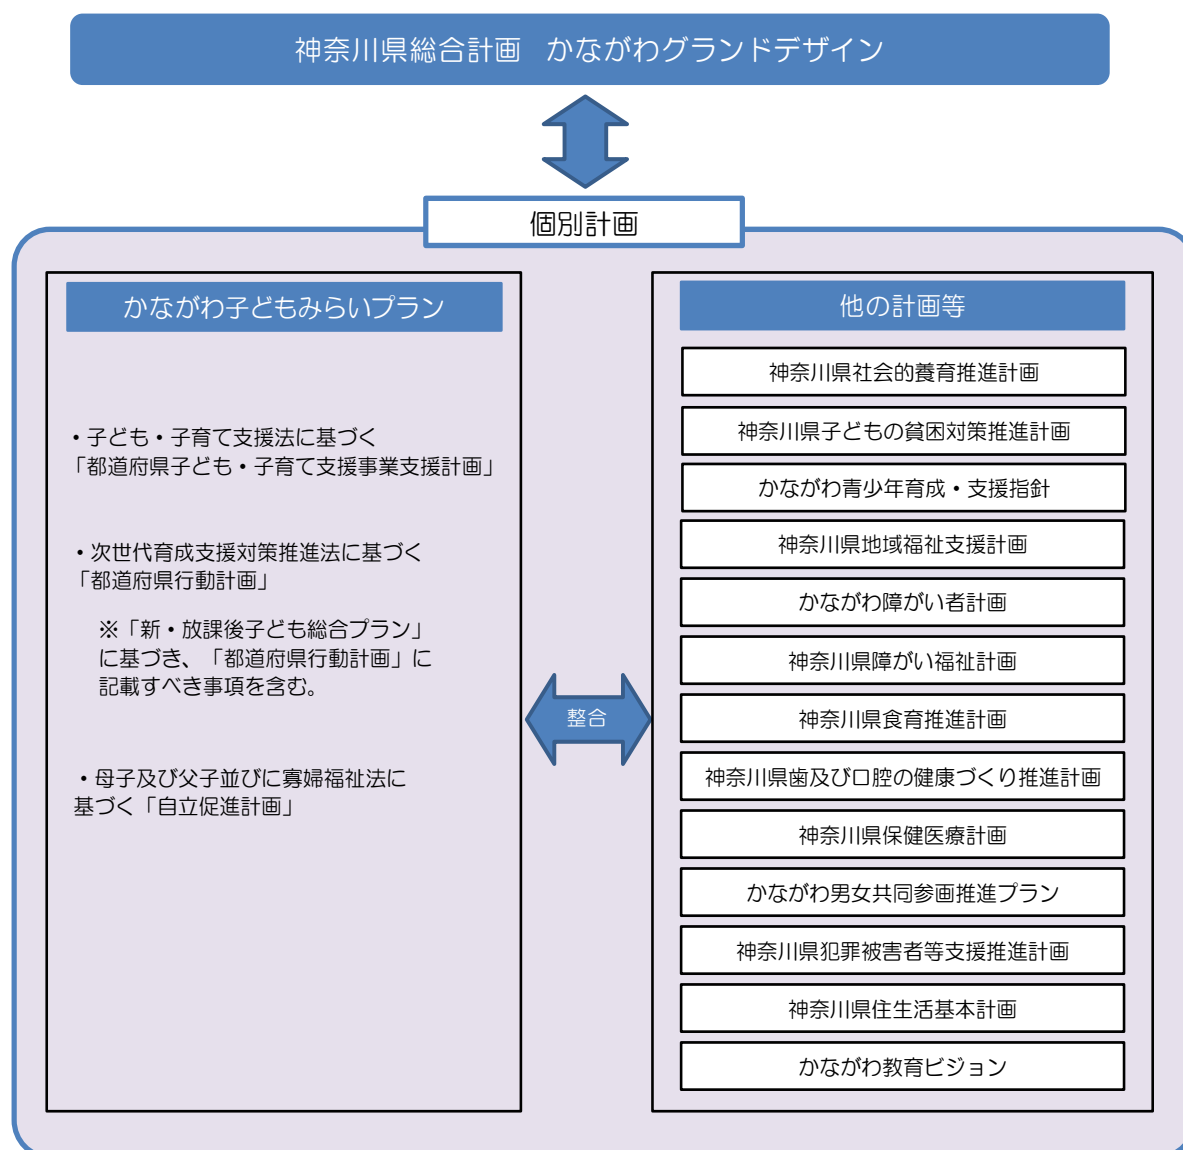 神奈川県総合計画 かながわグランドデザイン
個別計画
かながわ子どもみらいプラン
・子ども・子育て支援法に基づく
「都道府県子ども・子育て支援事業支援計画」
・次世代育成支援対策推進法に基づく
「都道府県行動計画」
※「新・放課後子ども総合プラン」
に基づき、「都道府県行動計画」に
記載すべき事項を含む。
・母子及び父子並びに寡婦福祉法に
基づく「自立促進計画」
整合
他の計画等
神奈川県社会的養育推進計画
神奈川県子どもの貧困対策推進計画
かながわ青少年育成・支援指針
神奈川県地域福祉支援計画
かながわ障がい者計画
神奈川県障がい福祉計画
神奈川県食育推進計画
神奈川県歯及び口腔の健康づくり推進計画
神奈川県保健医療計画
かながわ男女共同参画推進プラン
神奈川県犯罪被害者等支援推進計画
神奈川県住生活基本計画
かながわ教育ビジョン